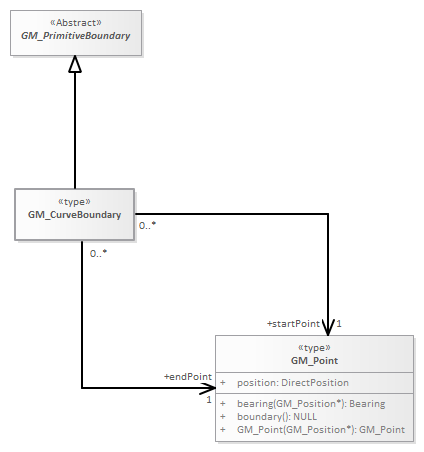 «Abstract»
GM_PrimitiveBoundary
«type»
GM_CurveBoundary
0..*
0..*
+startPoint
1
+endPoint
1
«type»
GM_Point
+ position: DirectPosition
+ bearing(GM_Position*): Bearing
+ boundary(): NULL
+ GM_Point(GM_Position*): GM_Point